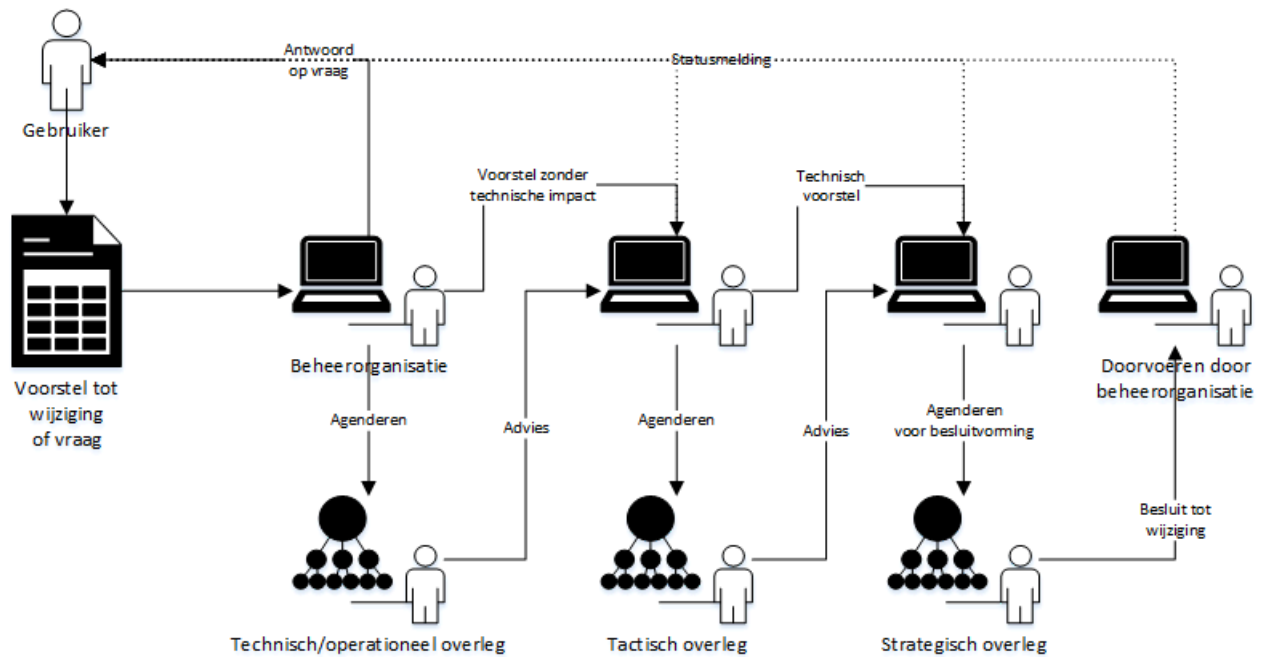 Antwoord
op vraag
Statusmelding
Gebruiker
Voorstel zonder
technische impact
Technisch
voorstel
Beheerorganisatie
Doorvoeren door
beheerorganisatie
Voorstel tot
wijziging
of vraag
Agenderen
Advies
Agenderen
Advies
Agenderen
voor besluitvorming
Besluit tot
wijziging
Technisch/operationeel overleg
Tactisch overleg
Strategisch overleg